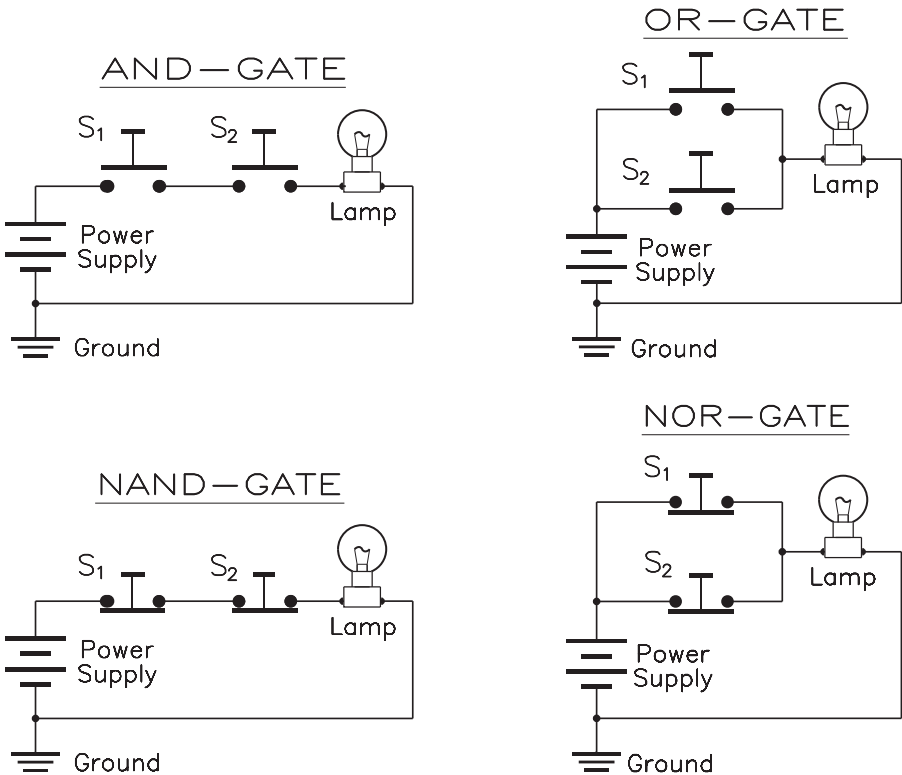 AND-GATE
S1
S2
Lamp
Power
Supply
Ground
OR-GATE
S1
S2
Lamp
Power
Supply
Ground
NAND-GATE
S1
S2
Lamp
Power
Supply
Ground
NOR-GATE
S1
S2
Lamp
Power
Supply
Ground